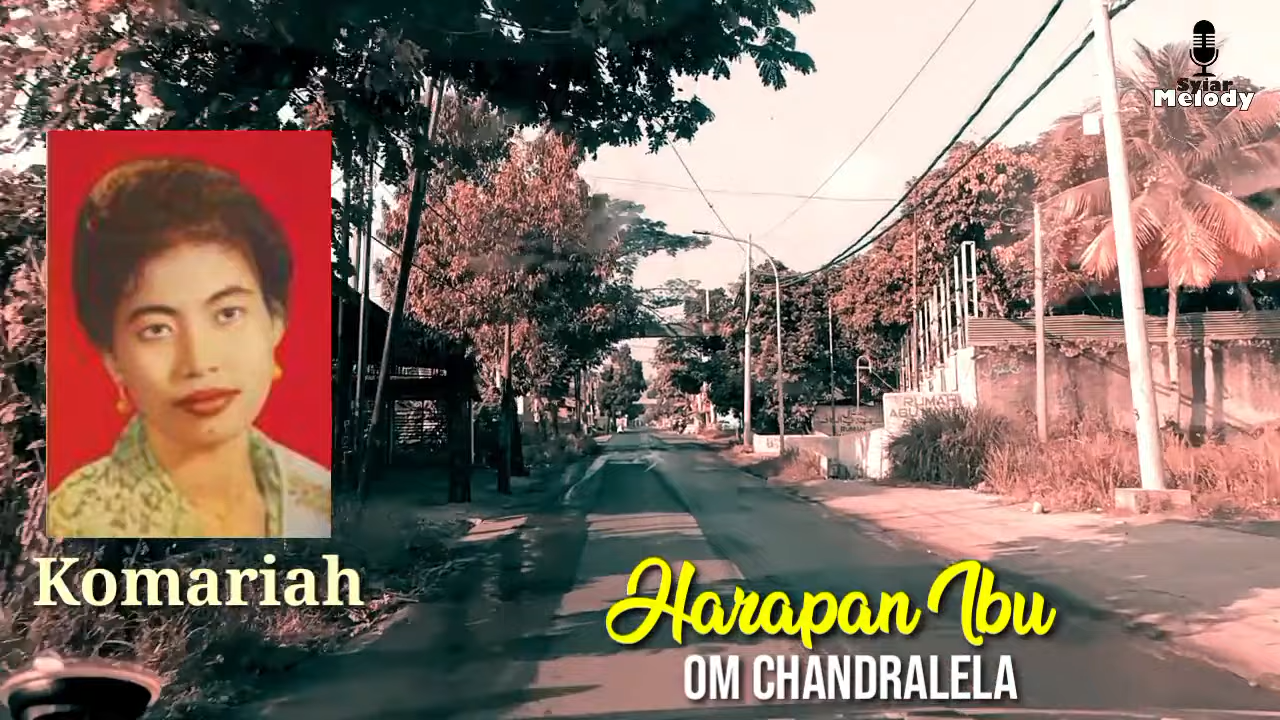 Syiar
Melody
RUMAH
Komariah
Harapan Ibu
OM CHANDRALELA